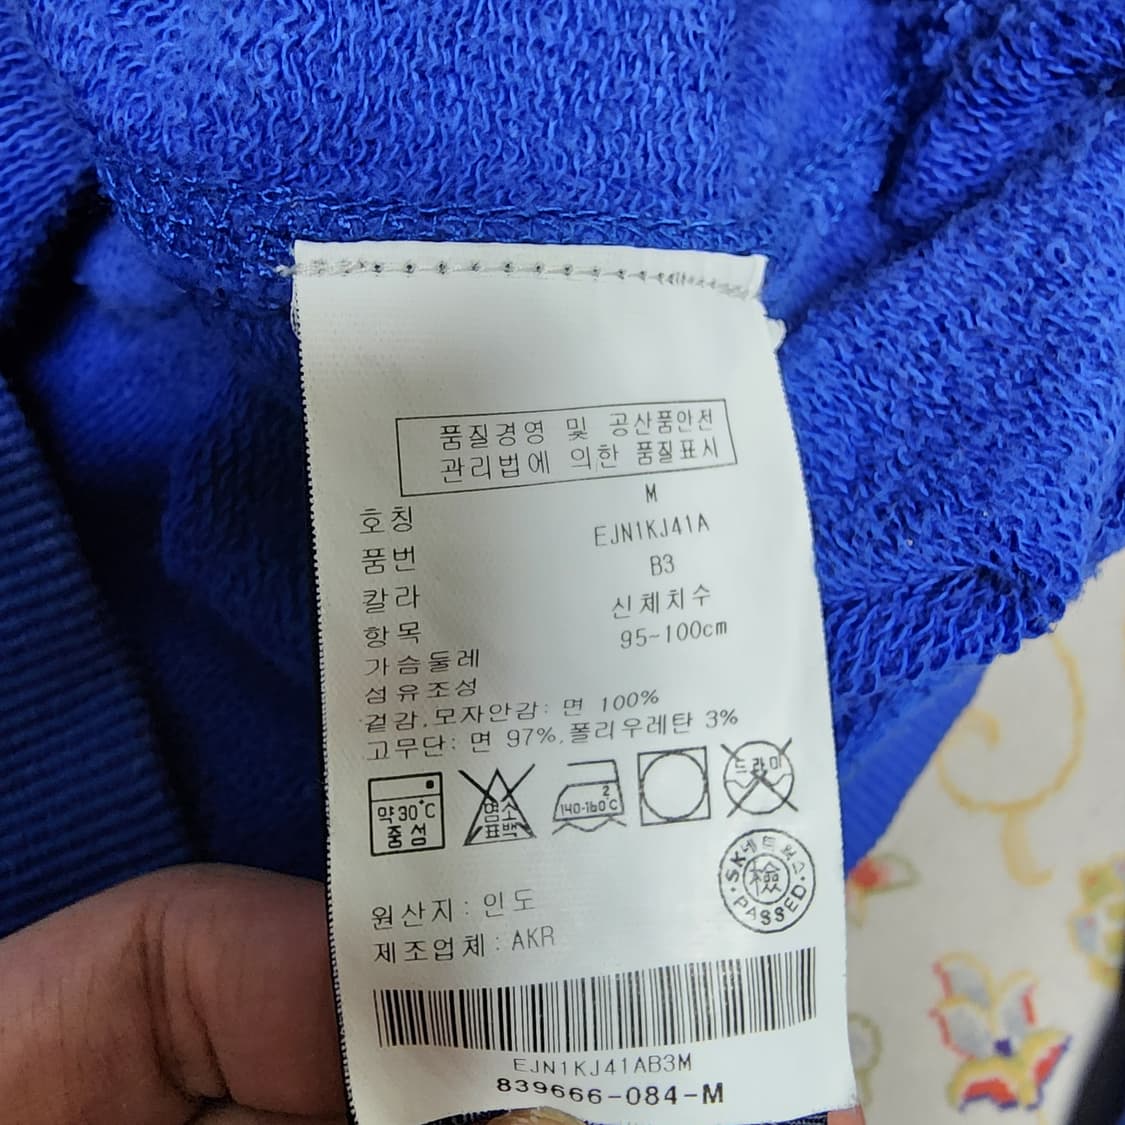 품질경영 및 공산품안전
관리법에 의한 품질표시
호칭 M
품번 EJN1KJ41A
칼라 B3
항목 신체치수
가슴둘레 95-100cm
섬유조성
겉감,모자안감: 면 100%
고무단: 면 97%,폴리우레탄 3%
약30°C
중성
염소
표백
2
140-160°C
드라이
SK네트웍스
檢
PASSED
원산지: 인도
제조업체: AKR
EJN1KJ41AB3M
839666-084-M